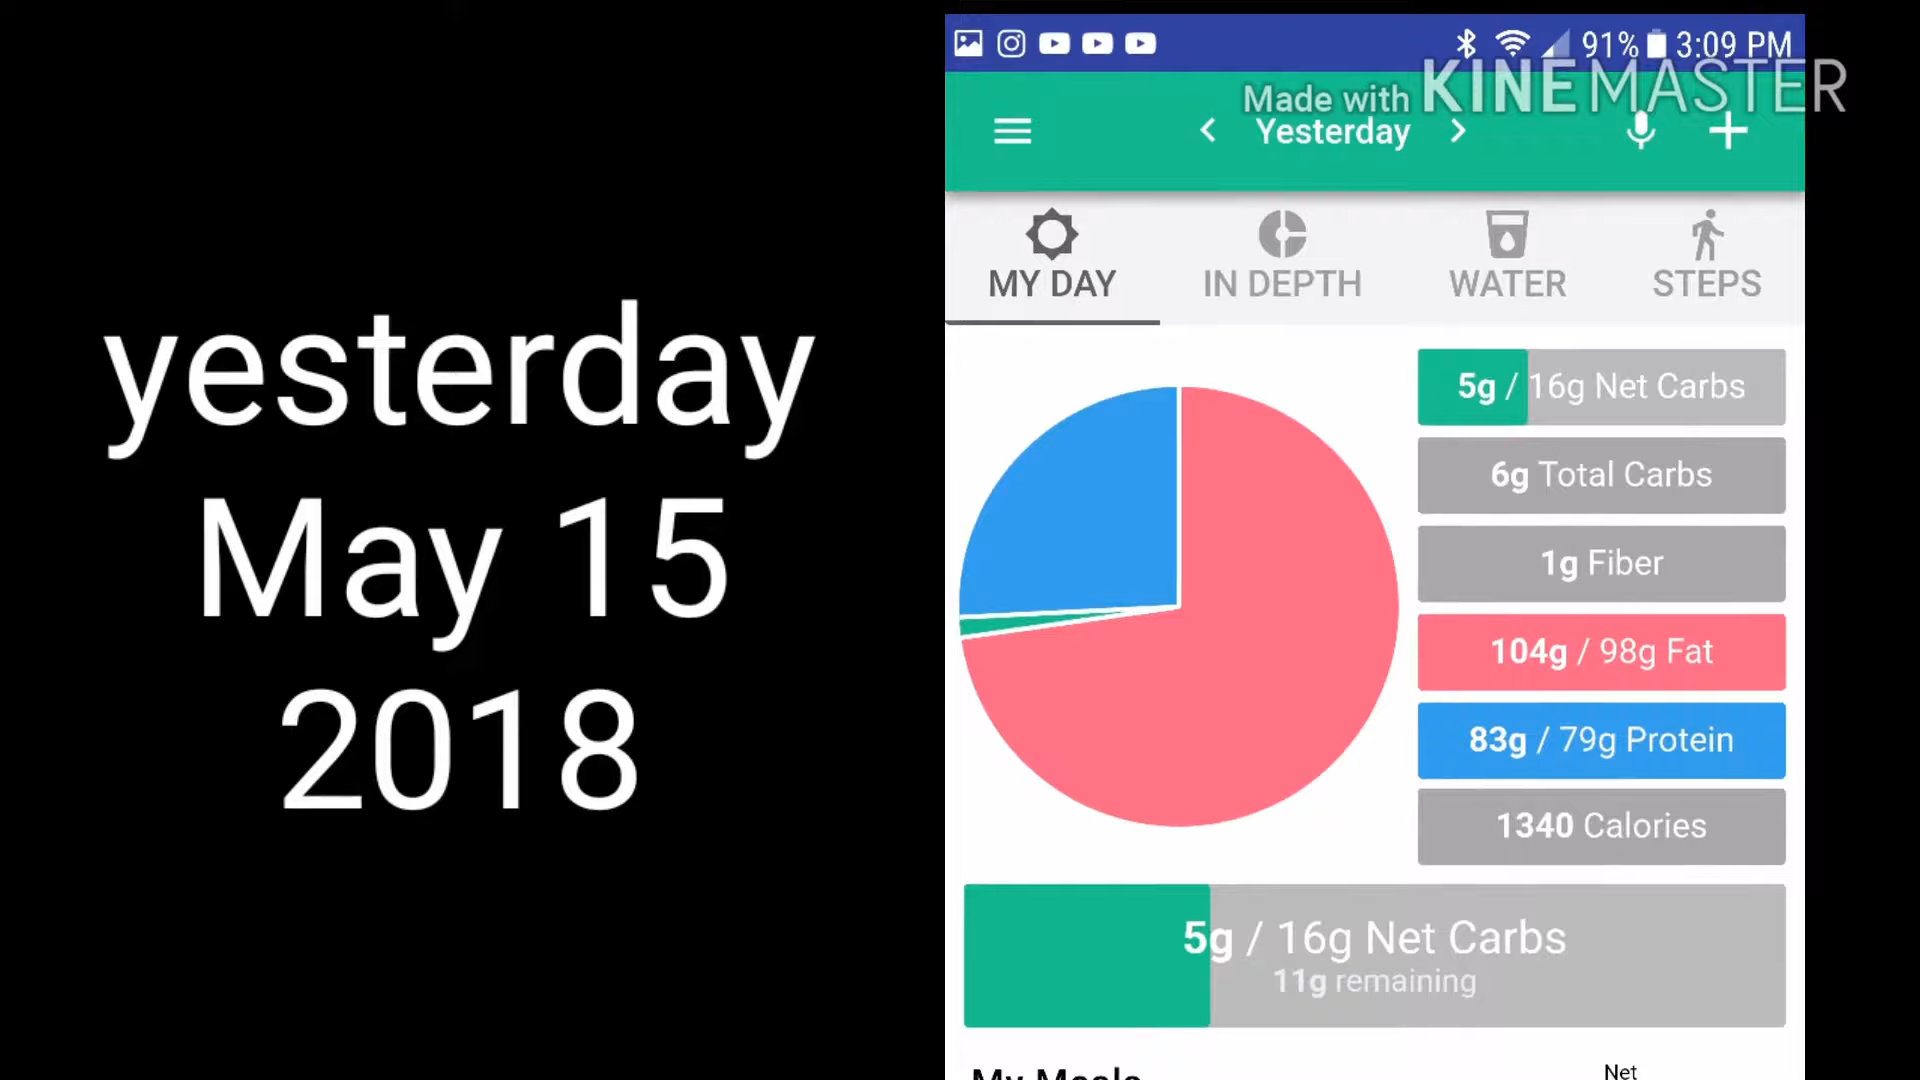 yesterday
May 15
2018
91% 3:09 PM
Made with KINEMASTER
Yesterday
MY DAY
IN DEPTH
WATER
STEPS
5g / 16g Net Carbs
6g Total Carbs
1g Fiber
104g / 98g Fat
83g / 79g Protein
1340 Calories
5g / 16g Net Carbs
11g remaining
My Meals
Net